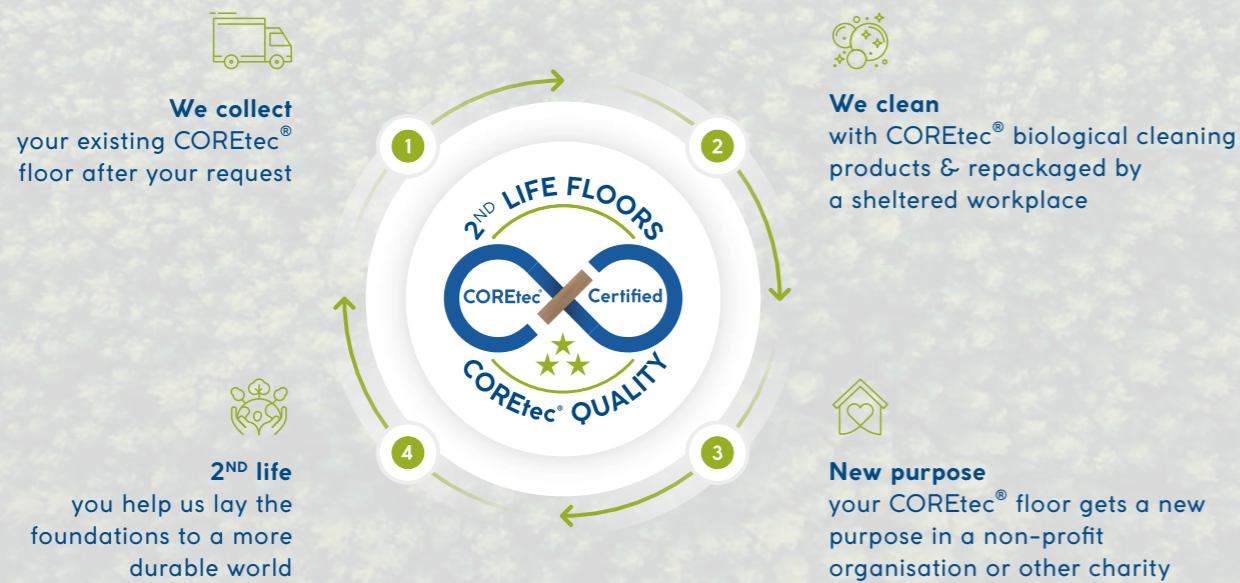 We collect
your existing COREtec®
floor after your request
1
2
We clean
with COREtec® biological cleaning
products & repackaged by
a sheltered workplace
2ND LIFE FLOORS
COREtec® Certified
COREtec® QUALITY
4
3
2ND life
you help us lay the
foundations to a more
durable world
New purpose
your COREtec® floor gets a new
purpose in a non-profit
organisation or other charity